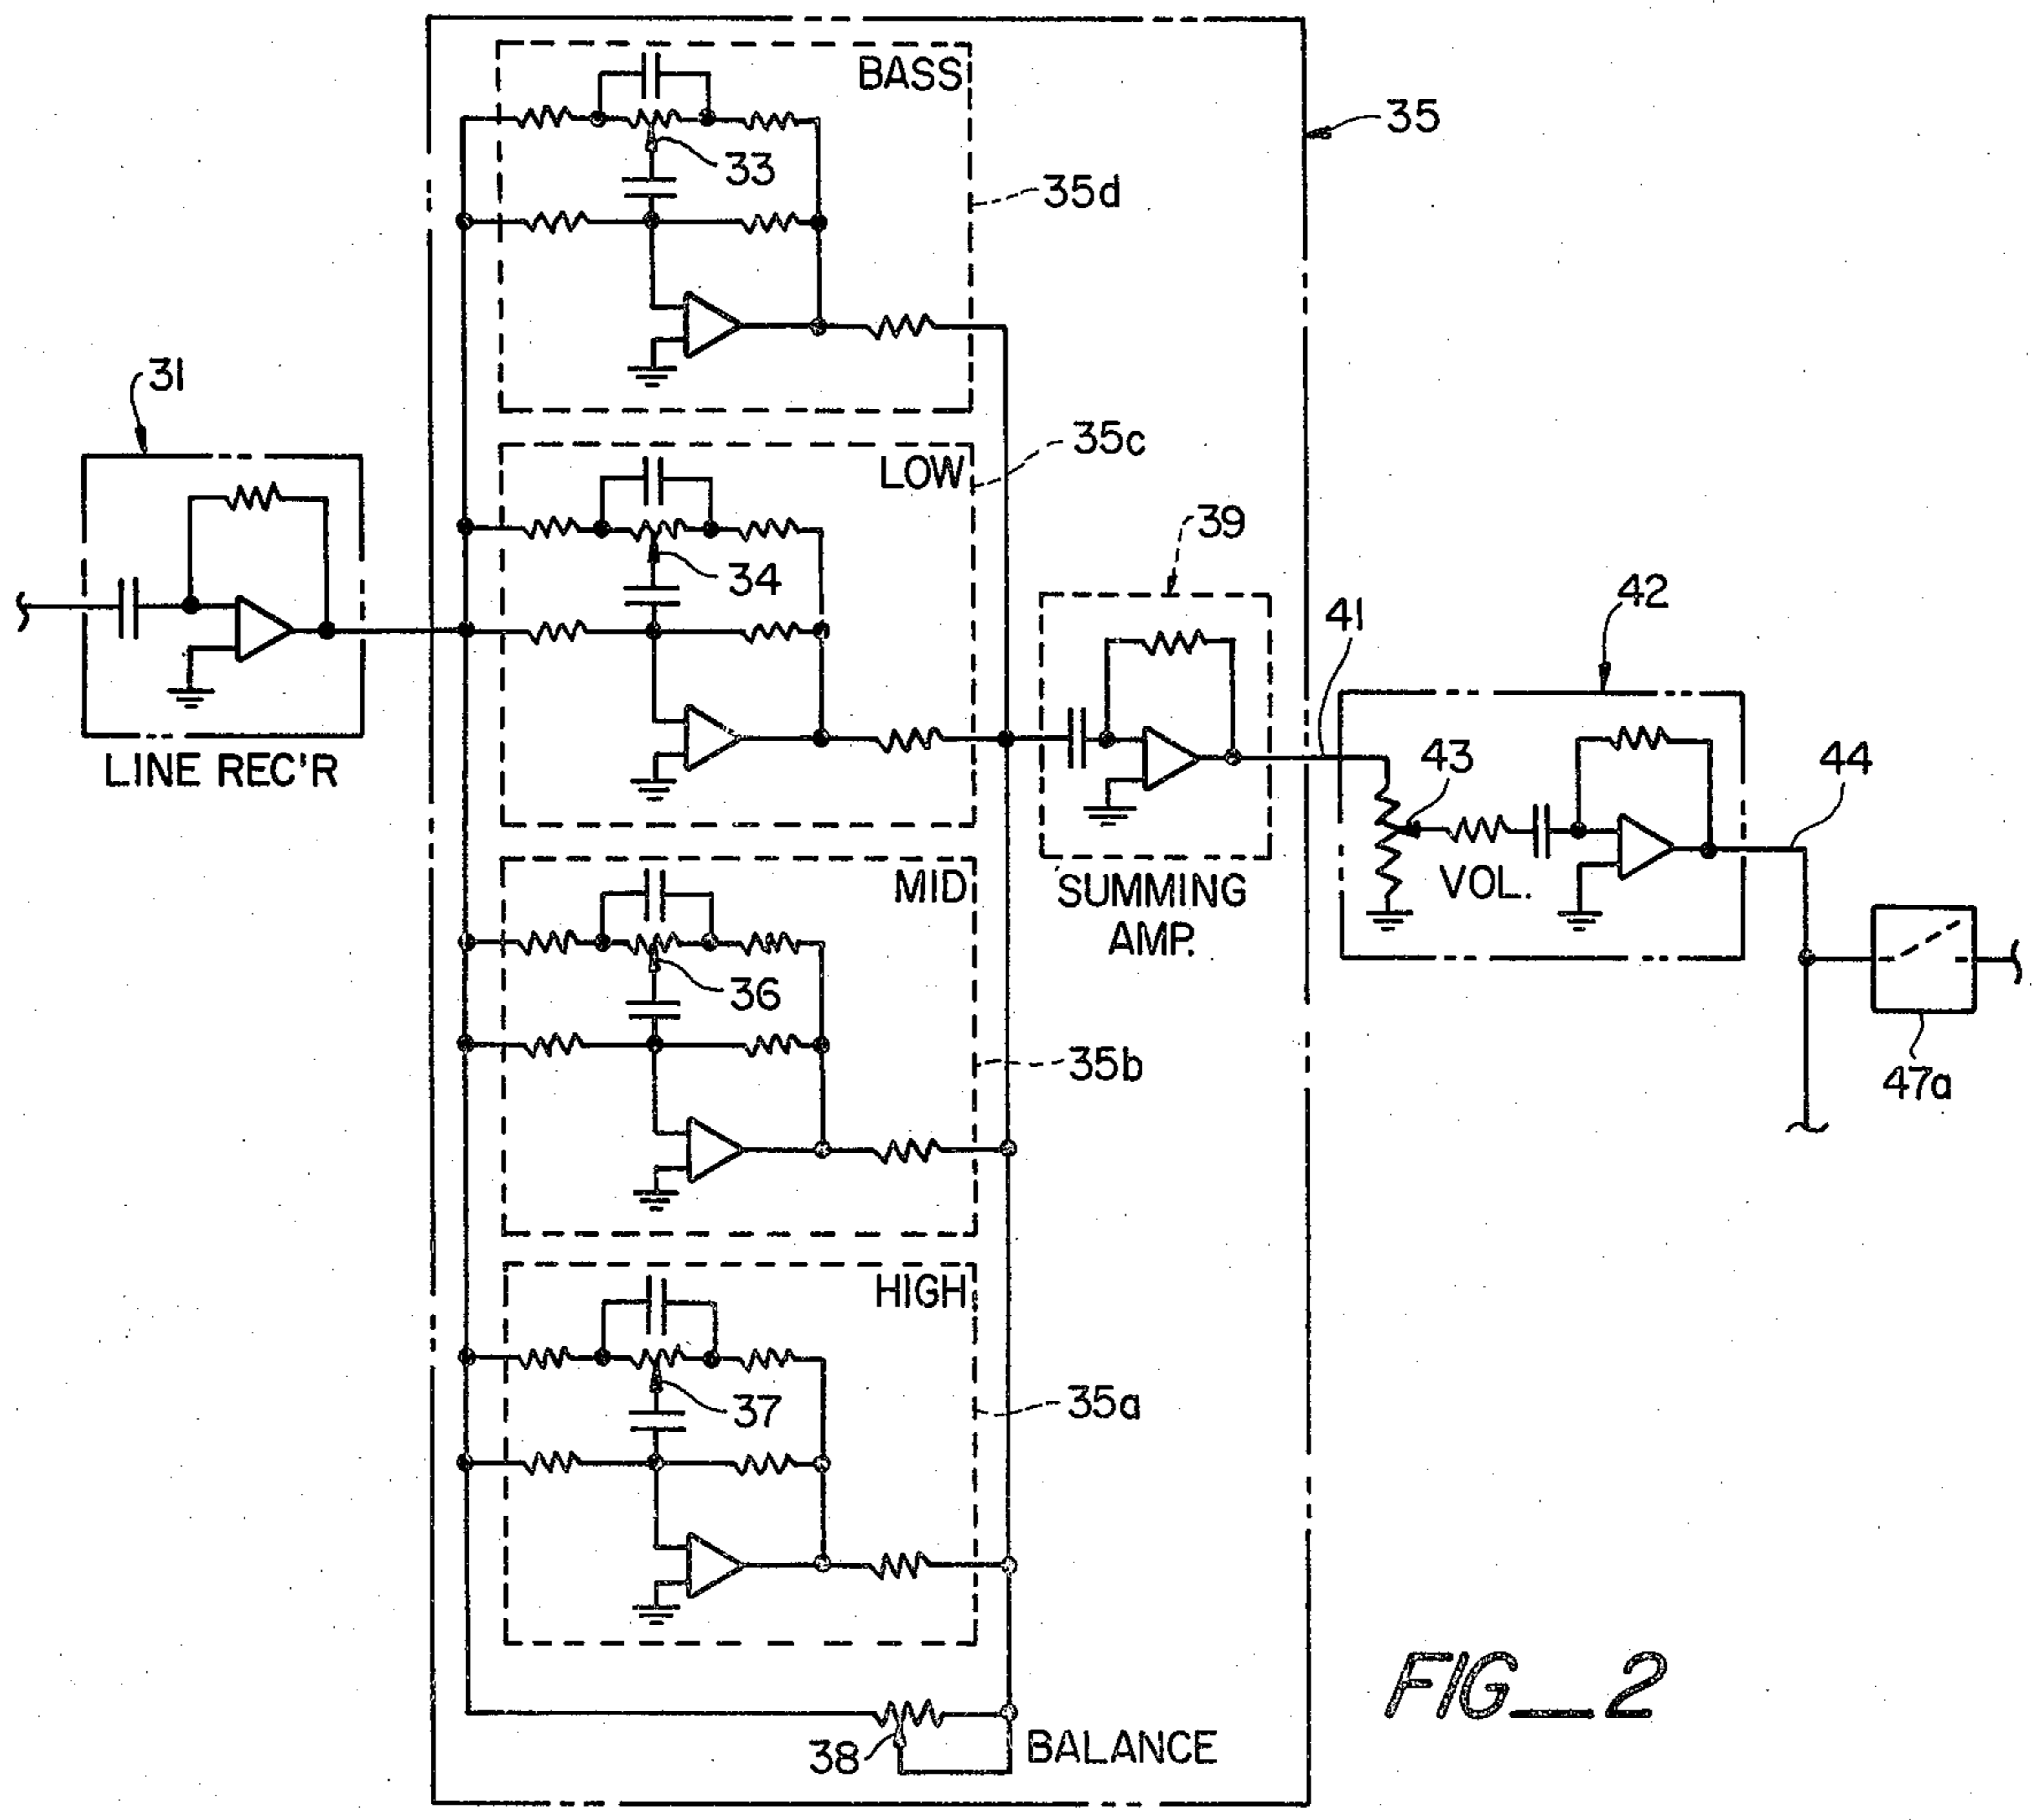 BASS
35
33
35d
31
35c
LOW
39
34
42
41
LINE REC'R
43
44
MID
VOL.
SUMMING
AMP.
36
35b
47a
HIGH
35a
37
FIG_2
38
BALANCE